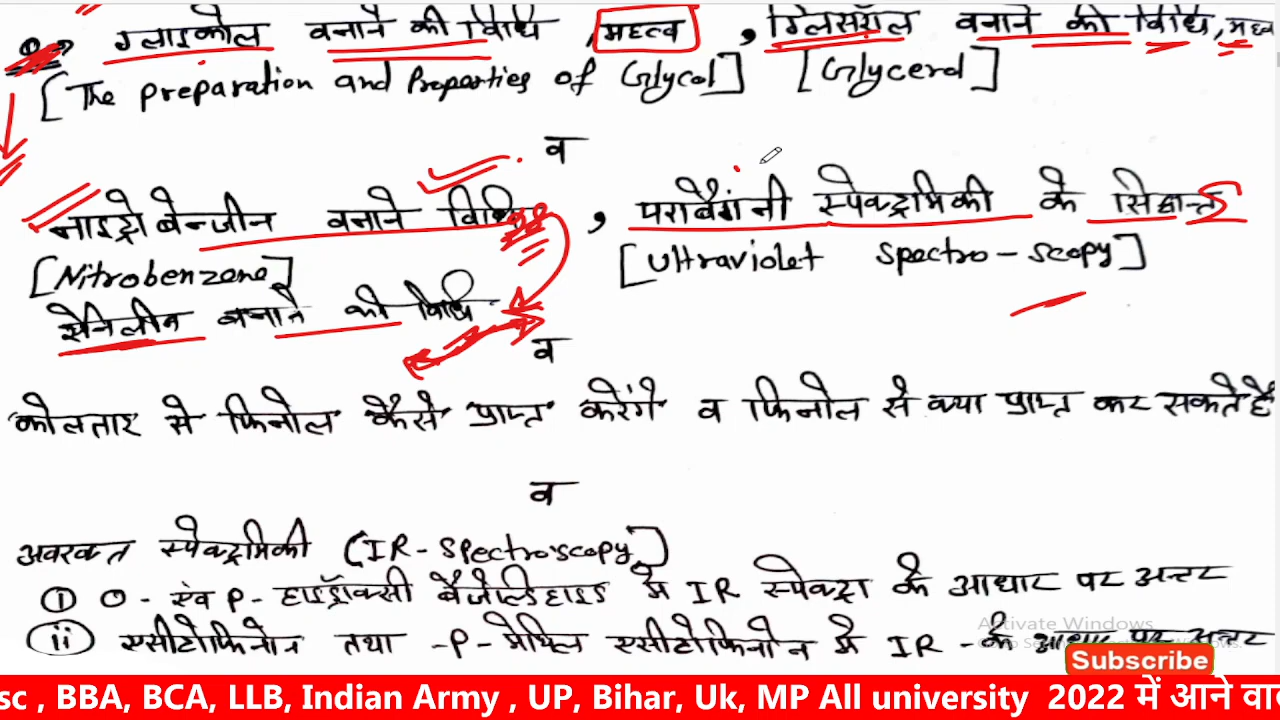 ग्लाइकोल बनाने की विधि, महत्व, ग्लिसरॉल बनाने की विधि, महत्व
[The preparation and Properties of Glycol] [Glycerol]
व
नाइट्रोबेन्जीन बनाने विधि, पराबैंगनी स्पेक्ट्रमिकी के सिद्धान्त
[Nitrobenzene] [Ultraviolet Spectro-scopy]
ऐनिलीन बनाने की विधि
व
कोलतार से फिनोल कैसे प्राप्त करेंगे व फिनोल से क्या प्राप्त कर सकते हैं
व
अवरक्त स्पेक्ट्रमिकी (IR-Spectroscopy)
(i) o- एंव p- हाइड्रॉक्सी बैंजेल्डिहाइड में IR स्पेक्ट्रा के आधार पर अन्तर
(ii) एसीटोफिनोन तथा -p- मेथिल एसीटोफिनोन में IR -के आधार पर अन्तर
Activate Windows
Subscribe
sc , BBA, BCA, LLB, Indian Army , UP, Bihar, Uk, MP All university 2022 में आने वा